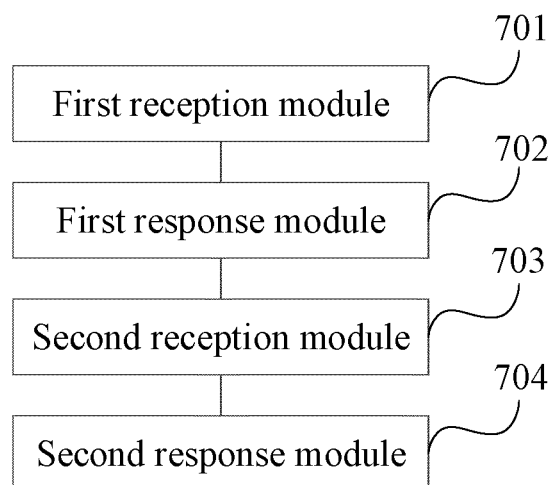 701
First reception module
702
First response module
703
Second reception module
704
Second response module